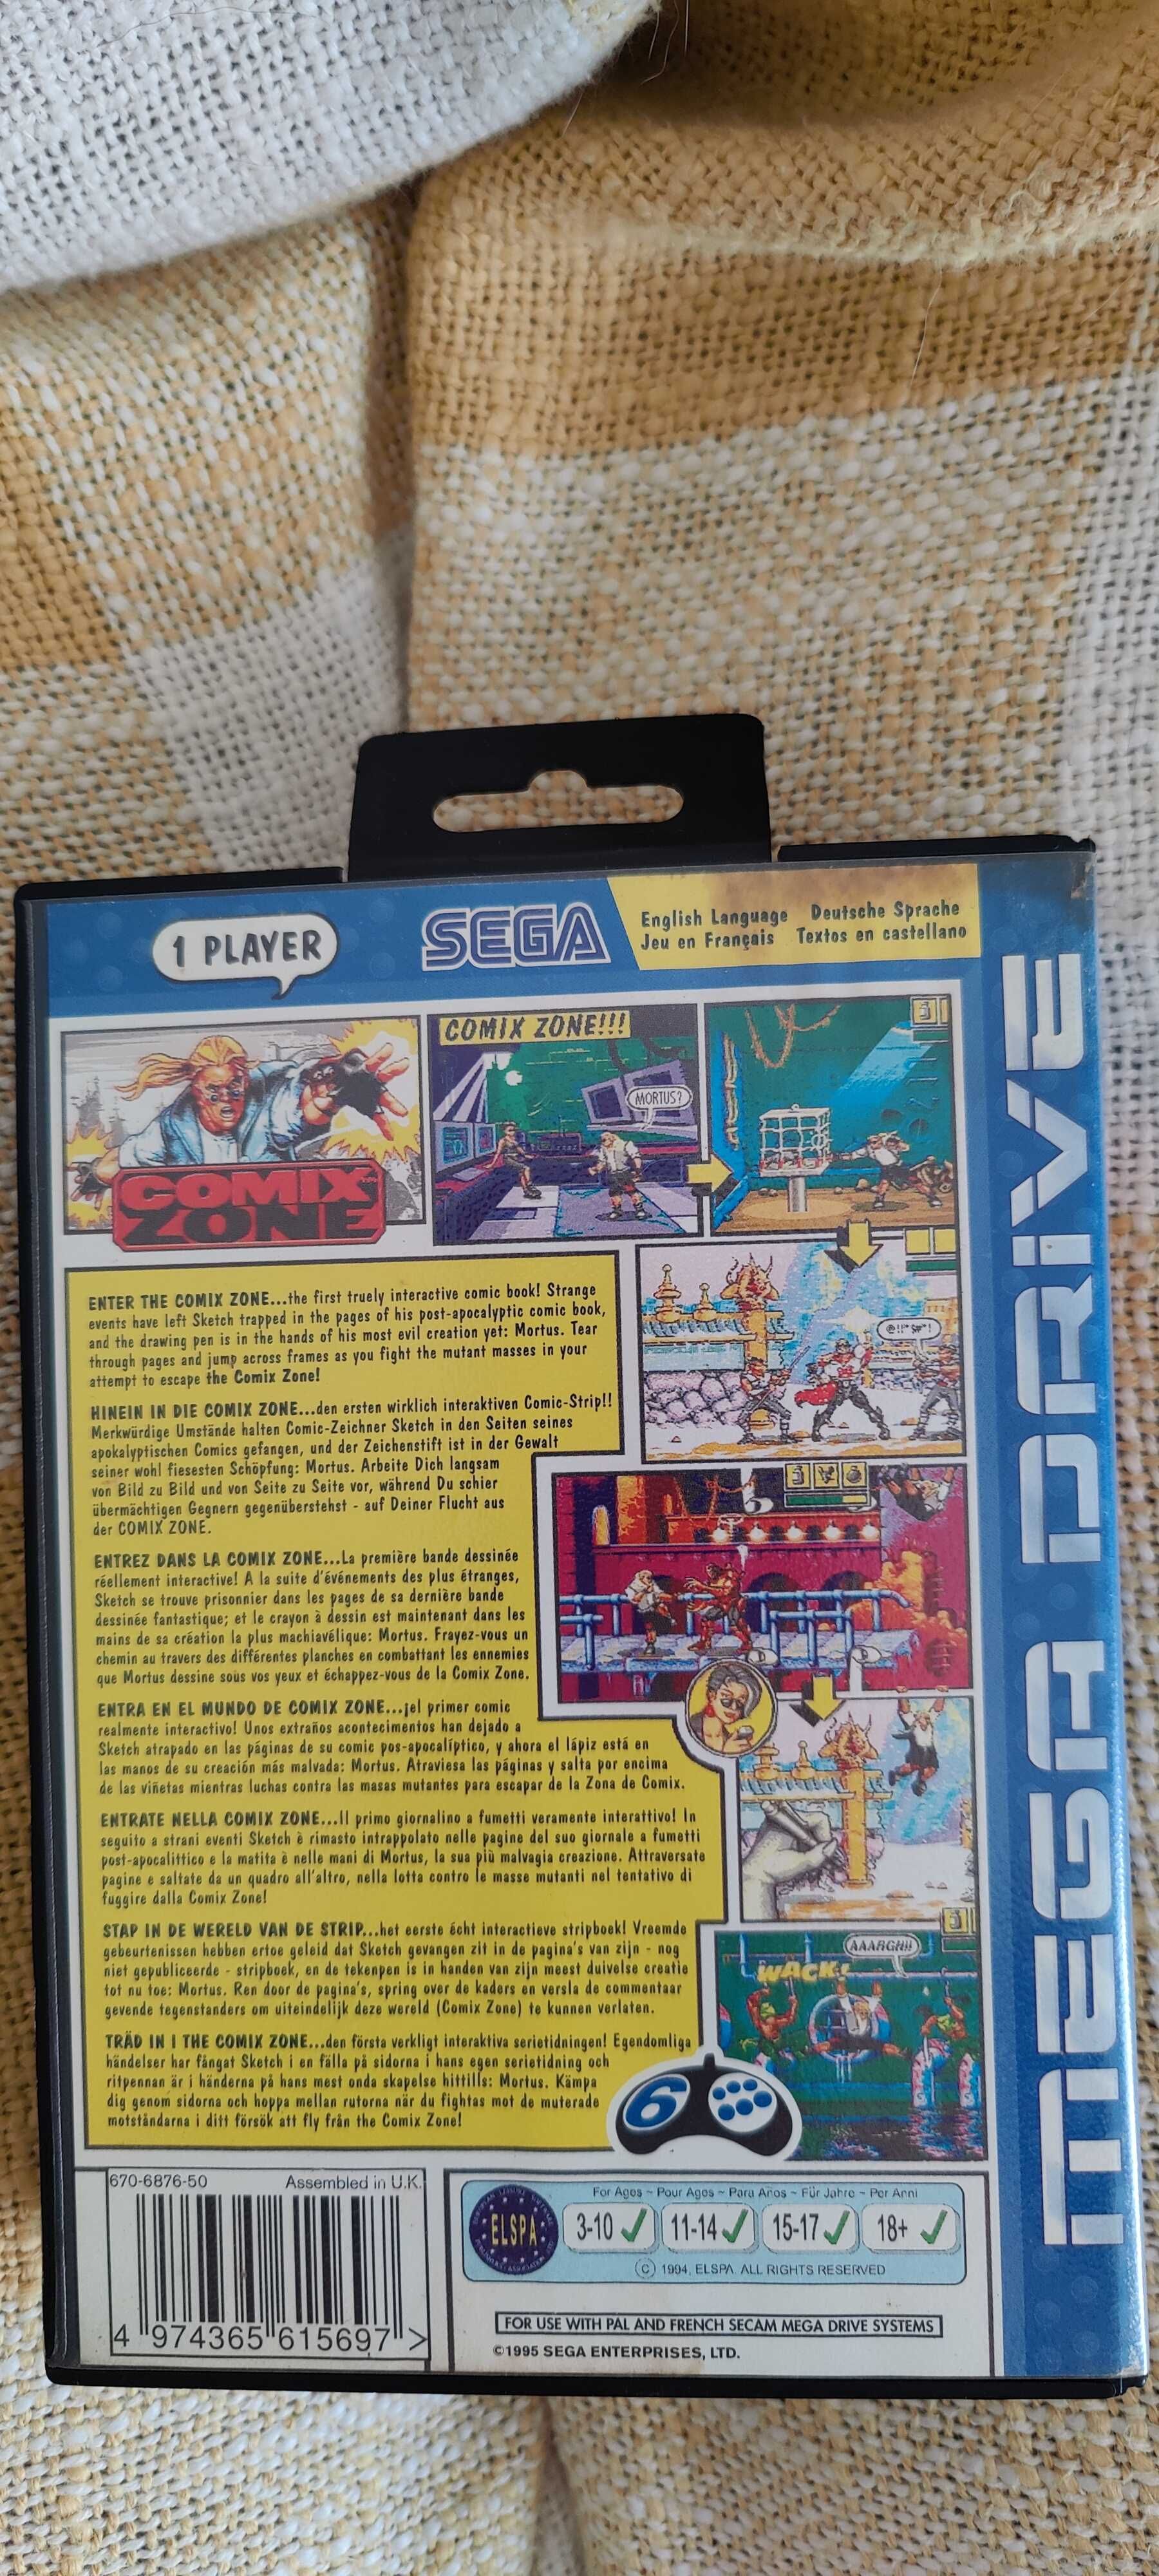 1 PLAYER
SEGA
English Language Deutsche Sprache
Jeu en Français Textos en castellano
COMIX ZONE!!!
MORTUS?
COMIX
ZONE
ENTER THE COMIX ZONE...the first truely interactive comic book! Strange
events have left Sketch trapped in the pages of his post-apocalyptic comic book,
and the drawing pen is in the hands of his most evil creation yet: Mortus. Tear
through pages and jump across frames as you fight the mutant masses in your
attempt to escape the Comix Zone!
@!!*$#*!
HINEIN IN DIE COMIX ZONE...den ersten wirklich interaktiven Comic-Strip!!
Merkwürdige Umstände halten Comic-Zeichner Sketch in den Seiten seines
apokalyptischen Comics gefangen, und der Zeichenstift ist in der Gewalt
seiner wohl fiesesten Schöpfung: Mortus. Arbeite Dich langsam
von Bild zu Bild und von Seite zu Seite vor, während Du schier
übermächtigen Gegnern gegenüberstehst - auf Deiner Flucht aus
der COMIX ZONE.
ENTREZ DANS LA COMIX ZONE...La première bande dessinée
réellement interactive! A la suite d'événements des plus étranges,
Sketch se trouve prisonnier dans les pages de sa dernière bande
dessinée fantastique; et le crayon à dessin est maintenant dans les
mains de sa création la plus machiavélique: Mortus. Frayez-vous un
chemin au travers des différentes planches en combattant les ennemies
que Mortus dessine sous vos yeux et échappez-vous de la Comix Zone.
ENTRA EN EL MUNDO DE COMIX ZONE...¡el primer comic
realmente interactivo! Unos extraños acontecimientos han dejado a
Sketch atrapado en las páginas de su comic pos-apocalíptico, y ahora el lápiz está en
las manos de su creación más malvada: Mortus. Atraviesa las páginas y salta por encima
de las viñetas mientras luchas contra las masas mutantes para escapar de la Zona de Comix.
ENTRATE NELLA COMIX ZONE...Il primo giornalino a fumetti veramente interattivo! In
seguito a strani eventi Sketch è rimasto intrappolato nelle pagine del suo giornale a fumetti
post-apocalittico e la matita è nelle mani di Mortus, la sua più malvagia creazione. Attraversate
pagine e saltate da un quadro all'altro, nella lotta contro le masse mutanti nel tentativo di
fuggire dalla Comix Zone!
STAP IN DE WERELD VAN DE STRIP...het eerste écht interactieve stripboek! Vreemde
gebeurtenissen hebben ertoe geleid dat Sketch gevangen zit in de pagina's van zijn - nog
niet gepubliceerde - stripboek, en de tekenpen is in handen van zijn meest duivelse creatie
tot nu toe: Mortus. Ren door de pagina's, spring over de kaders en versla de commentaar
gevende tegenstanders om uiteindelijk deze wereld (Comix Zone) te kunnen verlaten.
AAARGH!!
WACK!
TRÄD IN I THE COMIX ZONE...den första verkligt interaktiva serietidningen! Egendomliga
händelser har fångat Sketch i en fälla på sidorna i hans egen serietidning och
ritpennan är i händerna på hans mest onda skapelse hittills: Mortus. Kämpa
dig genom sidorna och hoppa mellan rutorna när du fightas mot de muterade
motståndarna i ditt försök att fly från the Comix Zone!
6
670-6876-50 Assembled in U.K.
4 974365 615697 >
For Ages ~ Pour Ages ~ Para Años ~ Für Jahre ~ Per Anni
ELSPA
3-10 11-14 15-17 18+
© 1994, ELSPA. ALL RIGHTS RESERVED
FOR USE WITH PAL AND FRENCH SECAM MEGA DRIVE SYSTEMS
©1995 SEGA ENTERPRISES, LTD.
MEGA DRIVE